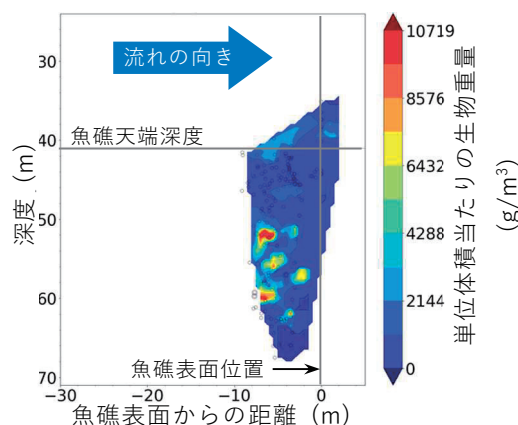 流れの向き
魚礁天端深度
魚礁表面位置
30
40
50
60
70
深度 (m)
-30
-20
-10
0
魚礁表面からの距離 (m)
10719
8576
6432
4288
2144
0
単位体積当たりの生物重量
(g/m³)